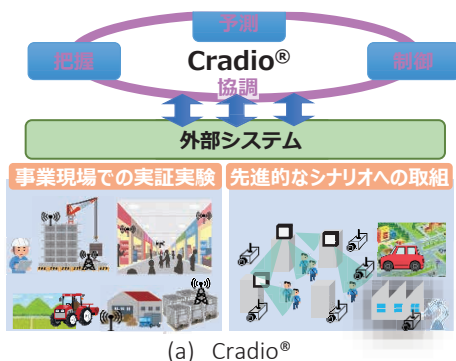 予測
把握
Cradio®
制御
協調
外部システム
事業現場での実証実験
先進的なシナリオへの取組
(a) Cradio®